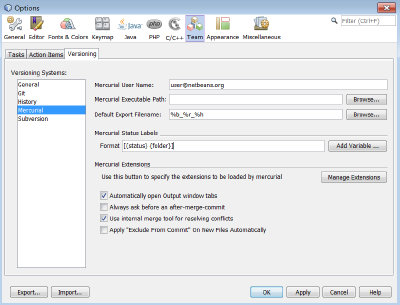 Options
General Editor Fonts & Colors Keymap Java PHP C/C++ Team Appearance Miscellaneous
Filter (Ctrl+F)
Tasks Action Items Versioning
Versioning Systems:
General
Git
History
Mercurial
Subversion
Mercurial User Name: user@netbeans.org
Mercurial Executable Path: Browse...
Default Export Filename: %b_%r_%h Browse...
Mercurial Status Labels
Format [{status} {folder}] Add Variable ...
Mercurial Extensions
Use this button to specify the extensions to be loaded by mercurial Manage Extensions
Automatically open Output window tabs
Always ask before an after-merge-commit
Use internal merge tool for resolving conflicts
Apply "Exclude From Commit" On New Files Automatically
Export... Import... OK Apply Cancel Help